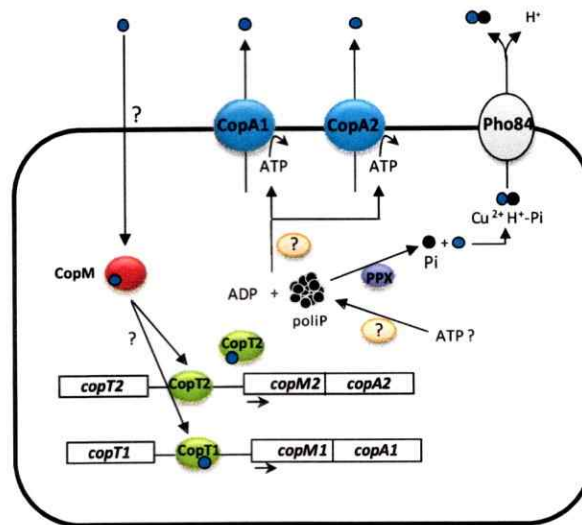 H⁺
?
CopA1
CopA2
Pho84
ATP
ATP
Cu²⁺ H⁺-Pi
?
CopM
ADP +
poliP
PPX
Pi
+
?
ATP ?
?
CopT2
copT2
CopT2
copM2
copA2
copT1
CopT1
copM1
copA1